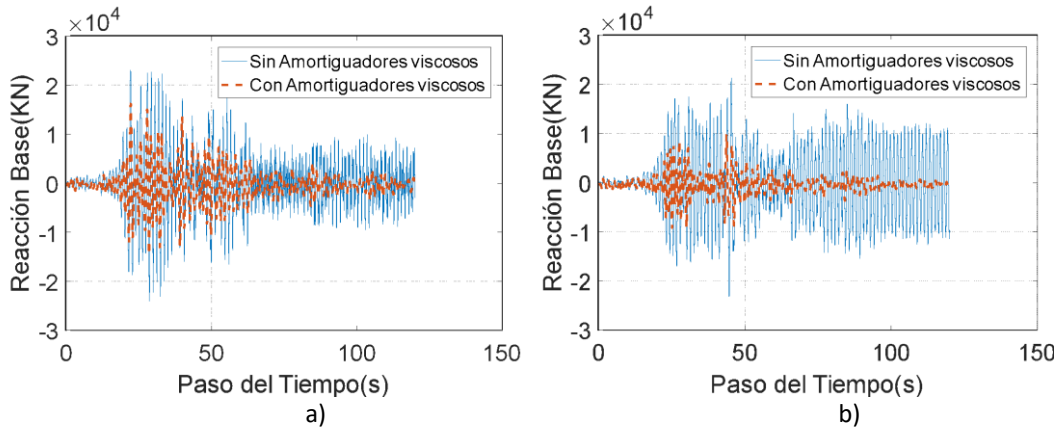 ×10⁴
3
2
1
0
-1
-2
-3
Reacción Base(KN)
Sin Amortiguadores viscosos
Con Amortiguadores viscosos
0
50
100
150
Paso del Tiempo(s)
a)
×10⁴
3
2
1
0
-1
-2
-3
Reacción Base(KN)
Sin Amortiguadores viscosos
Con Amortiguadores viscosos
0
50
100
150
Paso del Tiempo(s)
b)